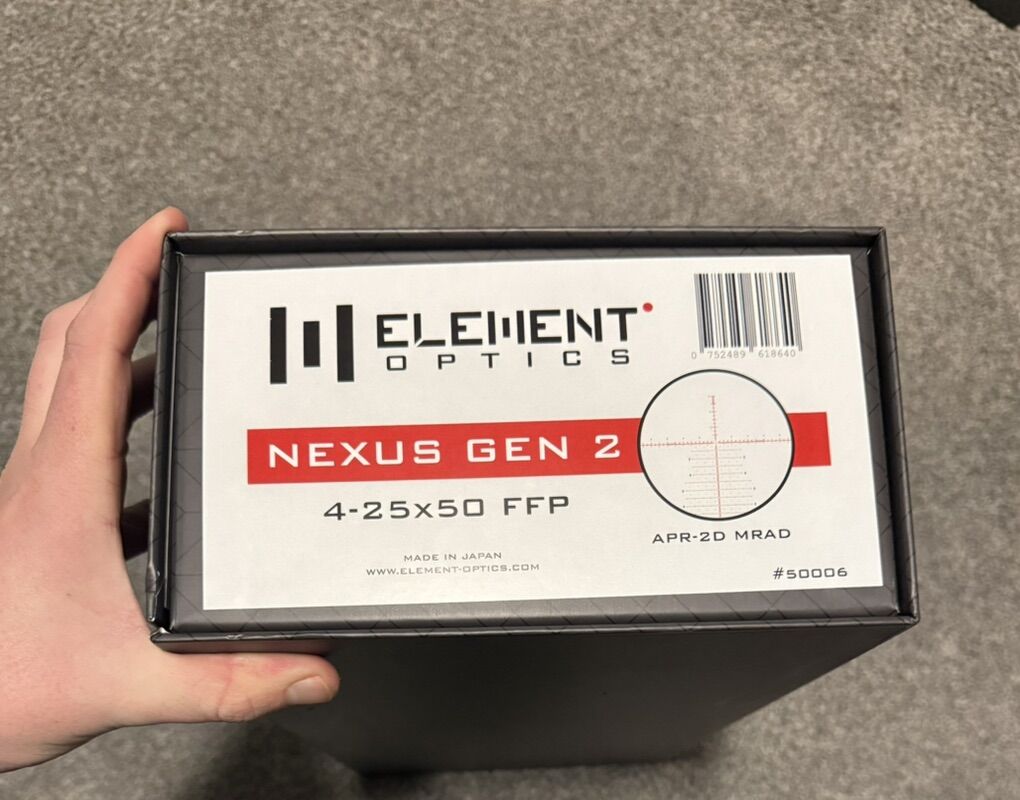 ELEMENT
OPTICS
0 752489 618640
NEXUS GEN 2
4-25x50 FFP
APR-2D MRAD
MADE IN JAPAN
WWW.ELEMENT-OPTICS.COM
#50006